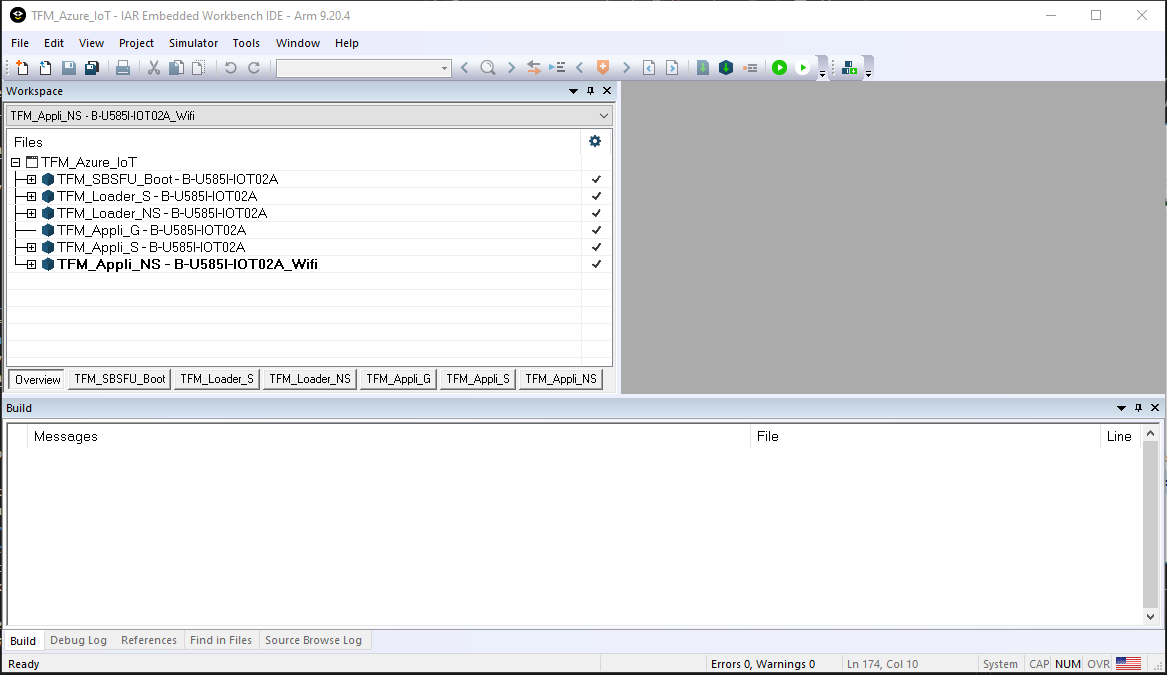 TFM_Azure_IoT - IAR Embedded Workbench IDE - Arm 9.20.4
File Edit View Project Simulator Tools Window Help
Workspace
TFM_Appli_NS - B-U585I-IOT02A_Wifi
Files
TFM_Azure_IoT
TFM_SBSFU_Boot - B-U585I-IOT02A
TFM_Loader_S - B-U585I-IOT02A
TFM_Loader_NS - B-U585I-IOT02A
TFM_Appli_G - B-U585I-IOT02A
TFM_Appli_S - B-U585I-IOT02A
TFM_Appli_NS - B-U585I-IOT02A_Wifi
Overview TFM_SBSFU_Boot TFM_Loader_S TFM_Loader_NS TFM_Appli_G TFM_Appli_S TFM_Appli_NS
Build
Messages File Line
Build Debug Log References Find in Files Source Browse Log
Ready Errors 0, Warnings 0 Ln 174, Col 10 System CAP NUM OVR